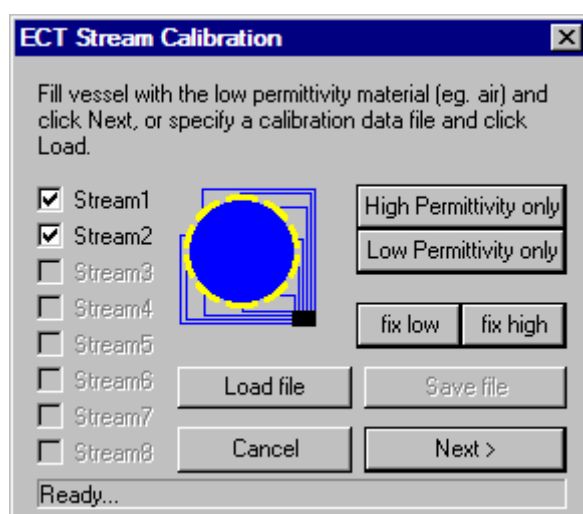 ECT Stream Calibration
Fill vessel with the low permittivity material (eg. air) and
click Next, or specify a calibration data file and click
Load.
Stream1
Stream2
Stream3
Stream4
Stream5
Stream6
Stream7
Stream8
High Permittivity only
Low Permittivity only
fix low
fix high
Load file
Save file
Cancel
Next >
Ready...